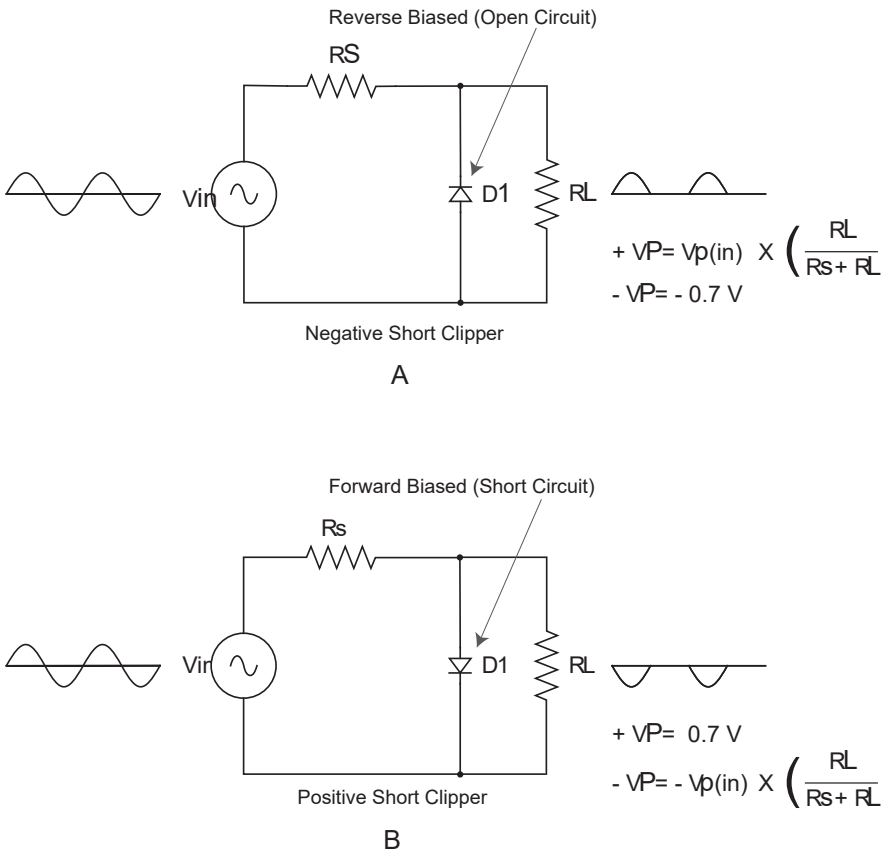 Reverse Biased (Open Circuit)
RS
Vin
D1
RL
+ VP= Vp(in) X ( RL
Rs + RL
- VP= - 0.7 V
Negative Short Clipper
A
Forward Biased (Short Circuit)
Rs
Vin
D1
RL
+ VP= 0.7 V
- VP= - Vp(in) X ( RL
Rs + RL
Positive Short Clipper
B